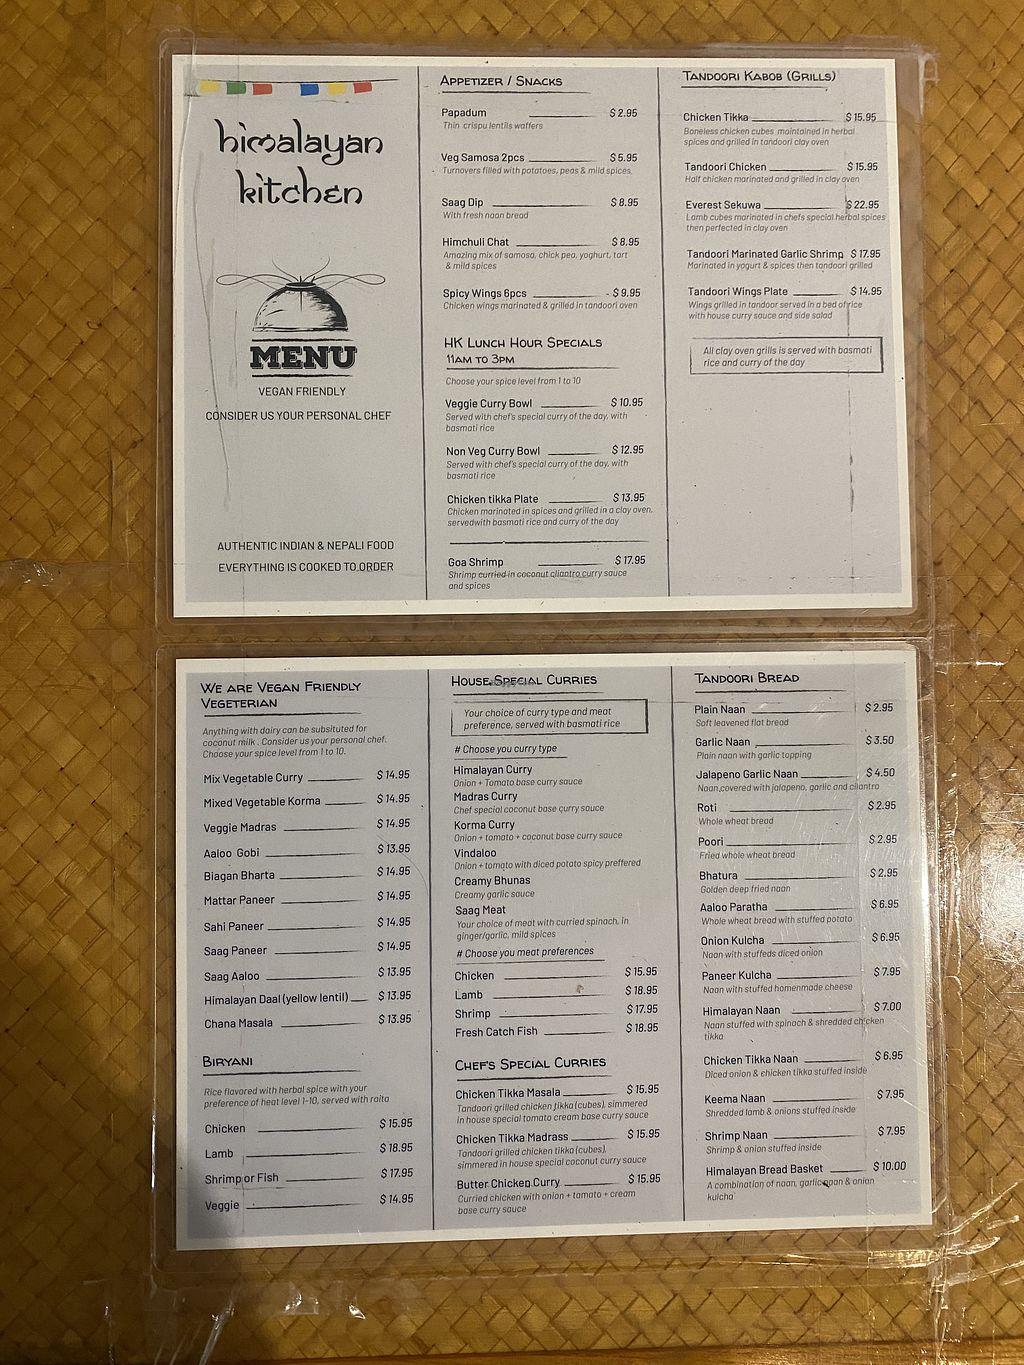 himalayan
kitchen
MENU
VEGAN FRIENDLY
CONSIDER US YOUR PERSONAL CHEF
AUTHENTIC INDIAN & NEPALI FOOD
EVERYTHING IS COOKED TO ORDER
APPETIZER / SNACKS
Papadum $ 2.95
Thin crispu lentils waffers
Veg Samosa 2pcs $ 5.95
Turnovers filled with potatoes, peas & mild spices,
Saag Dip $ 8.95
With fresh naan bread
Himchuli Chat $ 8.95
Amazing mix of samosa, chick pea, yoghurt, tart
& mild spices
Spicy Wings 6pcs $ 9.95
Chicken wings marinated & grilled in tandoori oven
HK LUNCH HOUR SPECIALS
11AM TO 3PM
Choose your spice level from 1 to 10
Veggie Curry Bowl $ 10.95
Served with chef's special curry of the day, with
basmati rice
Non Veg Curry Bowl $ 12.95
Served with chef's special curry of the day, with
basmati rice
Chicken tikka Plate $ 13.95
Chicken marinated in spices and grilled in a clay oven,
servedwith basmati rice and curry of the day
Goa Shrimp $ 17.95
Shrimp curried in coconut cliantro curry sauce
and spices
TANDOORI KABOB (GRILLS)
Chicken Tikka $ 15.95
Boneless chicken cubes maintained in herbal
spices and grilled in tandoori clay oven
Tandoori Chicken $ 15.95
Half chicken marinated and grilled in clay oven
Everest Sekuwa $ 22.95
Lamb cubes marinated in chefs special herbal spices
then perfected in clay oven
Tandoori Marinated Garlic Shrimp $ 17.95
Marinated in yogurt & spices then tandoori grilled
Tandoori Wings Plate $ 14.95
Wings grilled in tandoor served in a bed of rice
with house curry sauce and side salad
All clay oven grills is served with basmati
rice and curry of the day
WE ARE VEGAN FRIENDLY
VEGETERIAN
Anything with dairy can be subsituted for
coconut milk . Consider us your personal chef.
Choose your spice level from 1 to 10.
Mix Vegetable Curry $ 14.95
Mixed Vegetable Korma $ 14.95
Veggie Madras $ 14.95
Aaloo Gobi $ 13.95
Biagan Bharta $ 14.95
Mattar Paneer $ 14.95
Sahi Paneer $ 14.95
Saag Paneer $ 14.95
Saag Aaloo $ 13.95
Himalayan Daal (yellow lentil) $ 13.95
Chana Masala $ 13.95
BIRYANI
Rice flavored with herbal spice with your
preference of heat level 1-10, served with raita
Chicken $ 15.95
Lamb $ 18.95
Shrimp or Fish $ 17.95
Veggie $ 14.95
HOUSE SPECIAL CURRIES
Your choice of curry type and meat
preference, served with basmati rice
# Choose you curry type
Himalayan Curry
Onion + Tomato base curry sauce
Madras Curry
Chef special coconut base curry sauce
Korma Curry
Onion + tomato + coconut base curry sauce
Vindaloo
Onion + tomato with diced potato spicy preffered
Creamy Bhunas
Creamy garlic sauce
Saag Meat
Your choice of meat with curried spinach, in
ginger/garlic, mild spices
# Choose you meat preferences
Chicken $ 15.95
Lamb $ 18.95
Shrimp $ 17.95
Fresh Catch Fish $ 18.95
CHEF'S SPECIAL CURRIES
Chicken Tikka Masala $ 15.95
Tandoori grilled chicken tikka (cubes), simmered
in house special tomato cream base curry sauce
Chicken Tikka Madrass $ 15.95
Tandoori grilled chicken tikka (cubes),
simmered in house special coconut curry sauce
Butter Chicken Curry $ 15.95
Curried chicken with onion + tomato + cream
base curry sauce
TANDOORI BREAD
Plain Naan $ 2.95
Soft leavened flat bread
Garlic Naan $ 3.50
Plain naan with garlic topping
Jalapeno Garlic Naan $ 4.50
Naan covered with jalapeno, garlic and cilantro
Roti $ 2.95
Whole wheat bread
Poori $ 2.95
Fried whole wheat bread
Bhatura $ 2.95
Golden deep fried naan
Aaloo Paratha $ 6.95
Whole wheat bread with stuffed potato
Onion Kulcha $ 6.95
Naan with stuffeds diced onion
Paneer Kulcha $ 7.95
Naan with stuffed homemade cheese
Himalayan Naan $ 7.00
Naan stuffed with spinach & shredded chicken
tikka
Chicken Tikka Naan $ 6.95
Diced onion & chicken tikka stuffed inside
Keema Naan $ 7.95
Shredded lamb & onions stuffed inside
Shrimp Naan $ 7.95
Shrimp & onion stuffed inside
Himalayan Bread Basket $ 10.00
A combination of naan, garlic naan & onian
kulcha